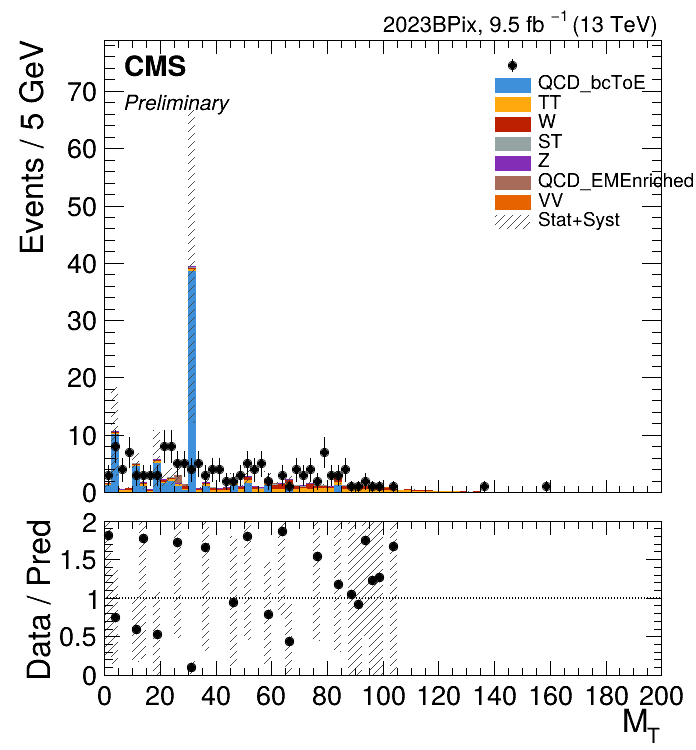 2023BPix, 9.5 fb⁻¹ (13 TeV)
CMS
Preliminary
QCD_bcToE
TT
W
ST
Z
QCD_EMEnriched
VV
Stat+Syst
Events / 5 GeV
70
60
50
40
30
20
10
0
Data / Pred
2
1.5
1
0.5
0
0 20 40 60 80 100 120 140 160 180 200
M_T